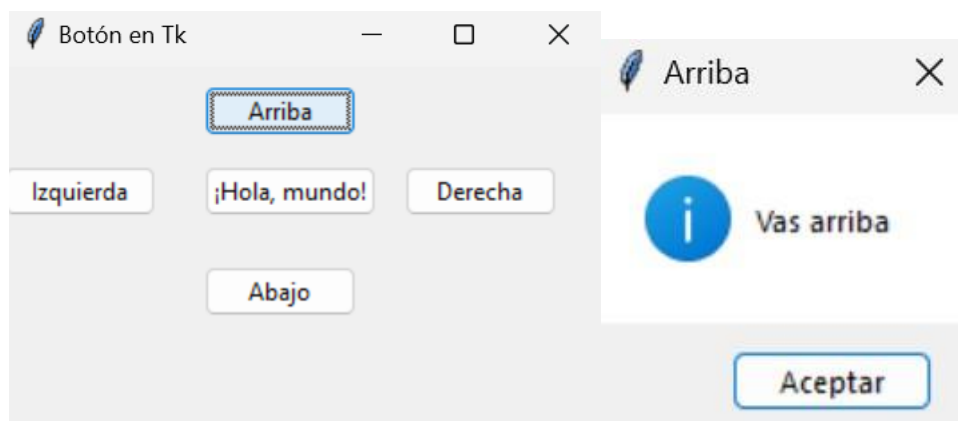 Botón en Tk
Arriba
Izquierda
¡Hola, mundo!
Derecha
Abajo
Arriba
Vas arriba
Aceptar